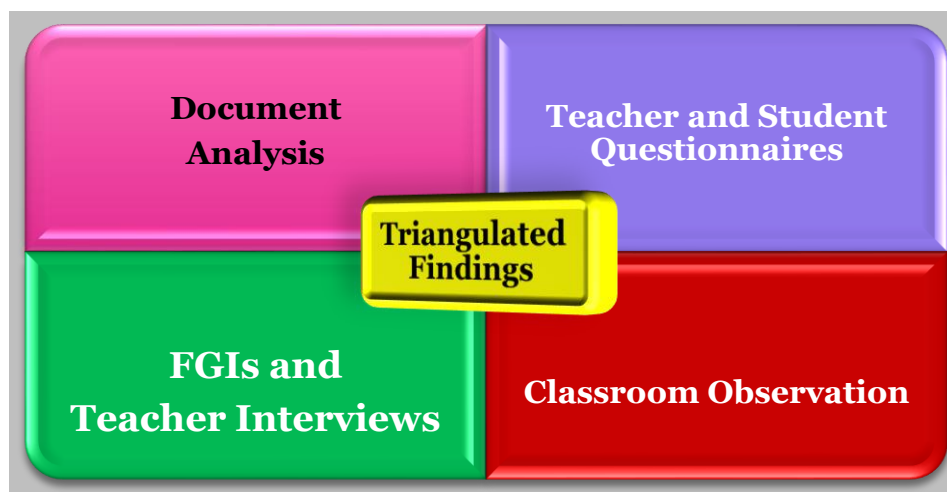 Document
Analysis
Teacher and Student
Questionnaires
Triangulated
Findings
FGIs and
Teacher Interviews
Classroom Observation